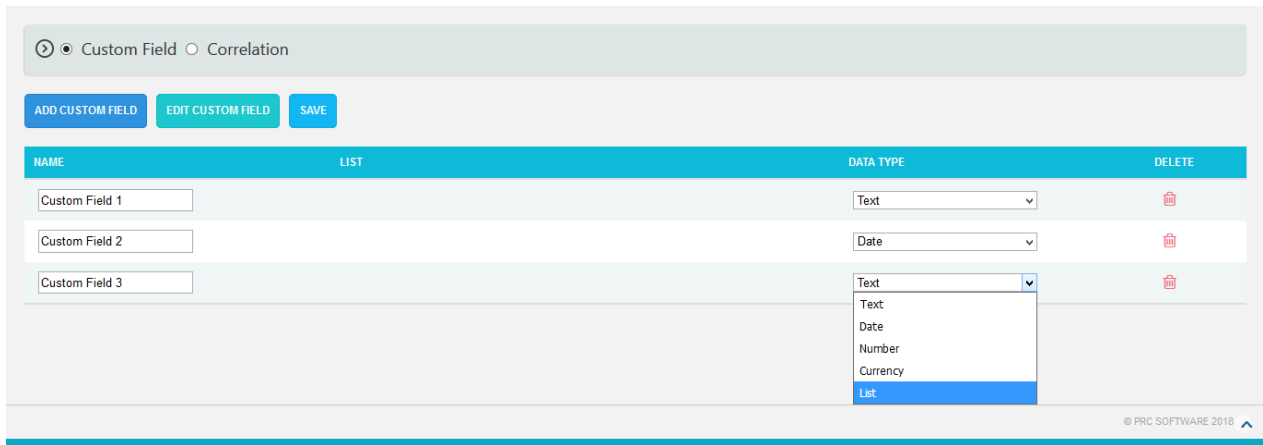 Custom Field Correlation
ADD CUSTOM FIELD EDIT CUSTOM FIELD SAVE
NAME LIST DATA TYPE DELETE
Custom Field 1 Text
Custom Field 2 Date
Custom Field 3 Text
Text
Date
Number
Currency
List
© PRC SOFTWARE 2018